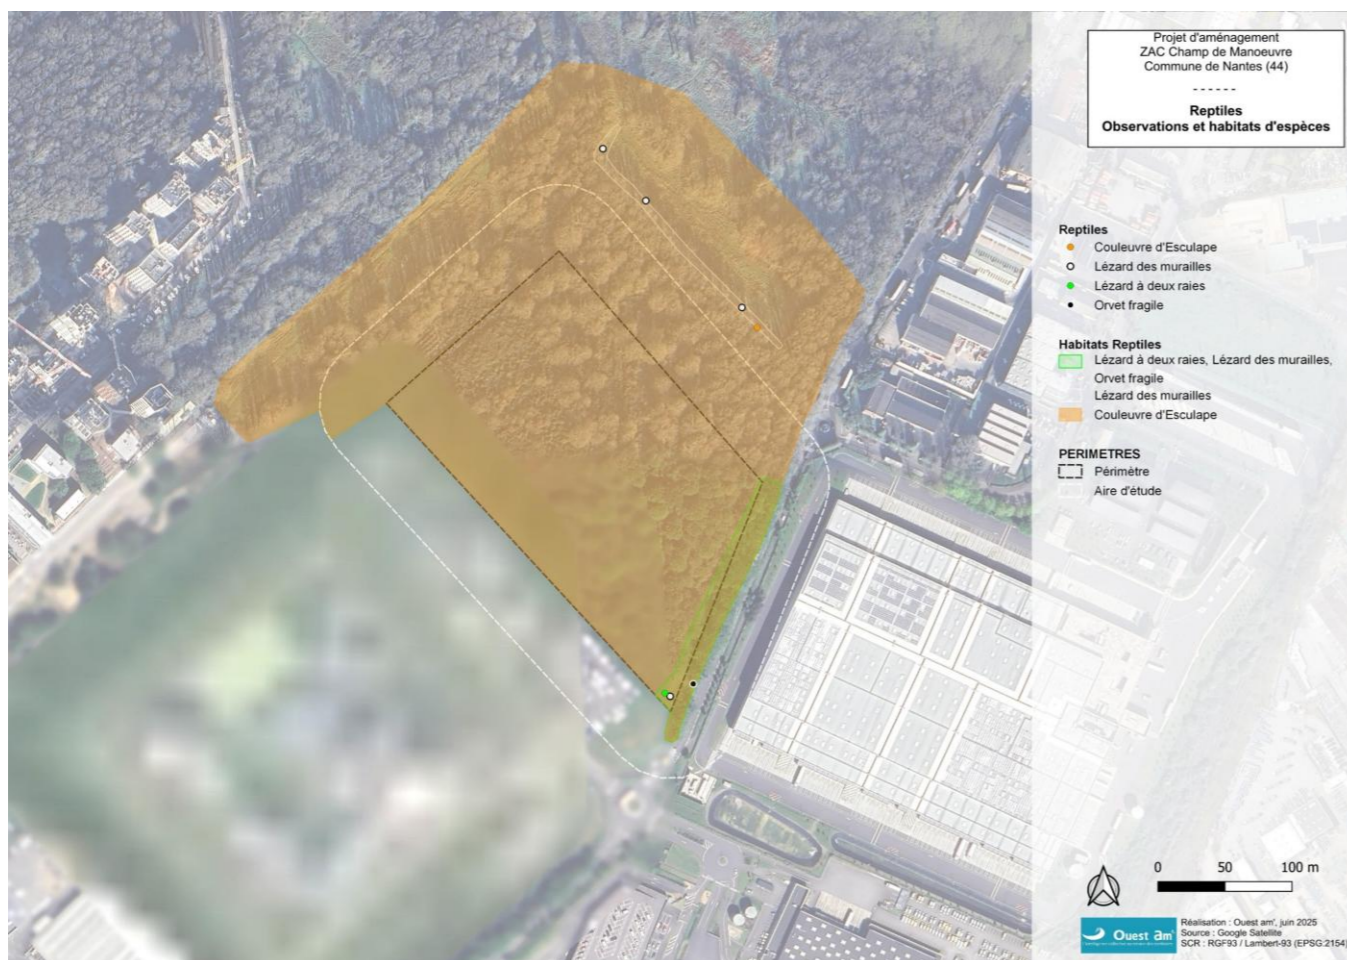 Projet d'aménagement
ZAC Champ de Manoeuvre
Commune de Nantes (44)
------
Reptiles
Observations et habitats d'espèces
Reptiles
Couleuvre d'Esculape
Lézard des murailles
Lézard à deux raies
Orvet fragile
Habitats Reptiles
Lézard à deux raies, Lézard des murailles,
Orvet fragile
Lézard des murailles
Couleuvre d'Esculape
PERIMETRES
Périmètre
Aire d'étude
0 50 100 m
Ouest am'
Réalisation : Ouest am', juin 2025
Source : Google Satellite
SCR : RGF93 / Lambert-93 (EPSG:2154)